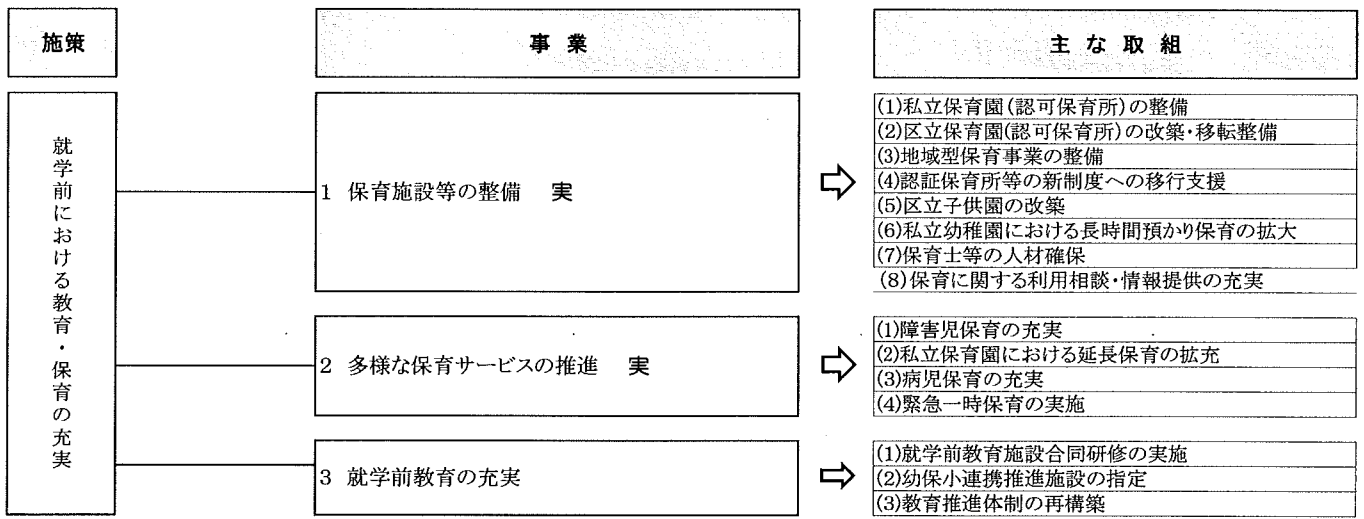 施策
事業
主な取組
就学前における教育・保育の充実
1 保育施設等の整備 実
(1)私立保育園(認可保育所)の整備
(2)区立保育園(認可保育所)の改築・移転整備
(3)地域型保育事業の整備
(4)認証保育所等の新制度への移行支援
(5)区立子供園の改築
(6)私立幼稚園における長時間預かり保育の拡大
(7)保育士等の人材確保
(8)保育に関する利用相談・情報提供の充実
2 多様な保育サービスの推進 実
(1)障害児保育の充実
(2)私立保育園における延長保育の拡充
(3)病児保育の充実
(4)緊急一時保育の実施
3 就学前教育の充実
(1)就学前教育施設合同研修の実施
(2)幼保小連携推進施設の指定
(3)教育推進体制の再構築